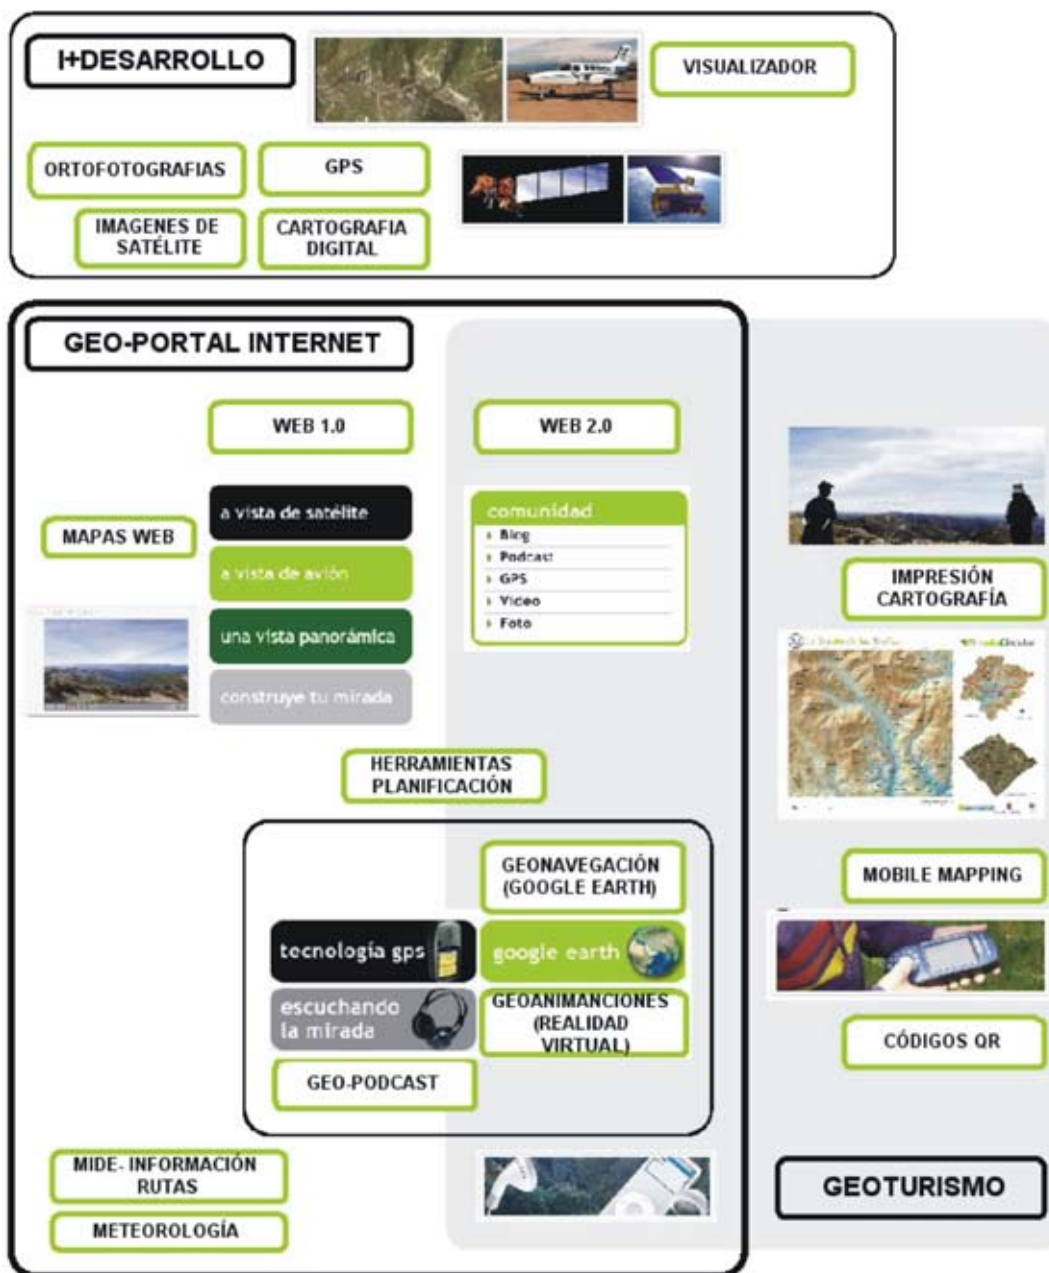 I+DESARROLLO
VISUALIZADOR
ORTOFOTOGRAFIAS
GPS
IMAGENES DE
SATÉLITE
CARTOGRAFIA
DIGITAL
GEO-PORTAL INTERNET
WEB 1.0
WEB 2.0
MAPAS WEB
a vista de satélite
a vista de avión
una vista panorámica
construye tu mirada
comunidad
Blog
Podcast
GPS
Video
Foto
IMPRESIÓN
CARTOGRAFÍA
HERRAMIENTAS
PLANIFICACIÓN
GEONAVEGACIÓN
(GOOGLE EARTH)
tecnología gps
google earth
escuchando
la mirada
GEOANIMANCIONES
(REALIDAD
VIRTUAL)
GEO-PODCAST
MOBILE MAPPING
CÓDIGOS QR
MIDE- INFORMACIÓN
RUTAS
METEOROLOGÍA
GEOTURISMO